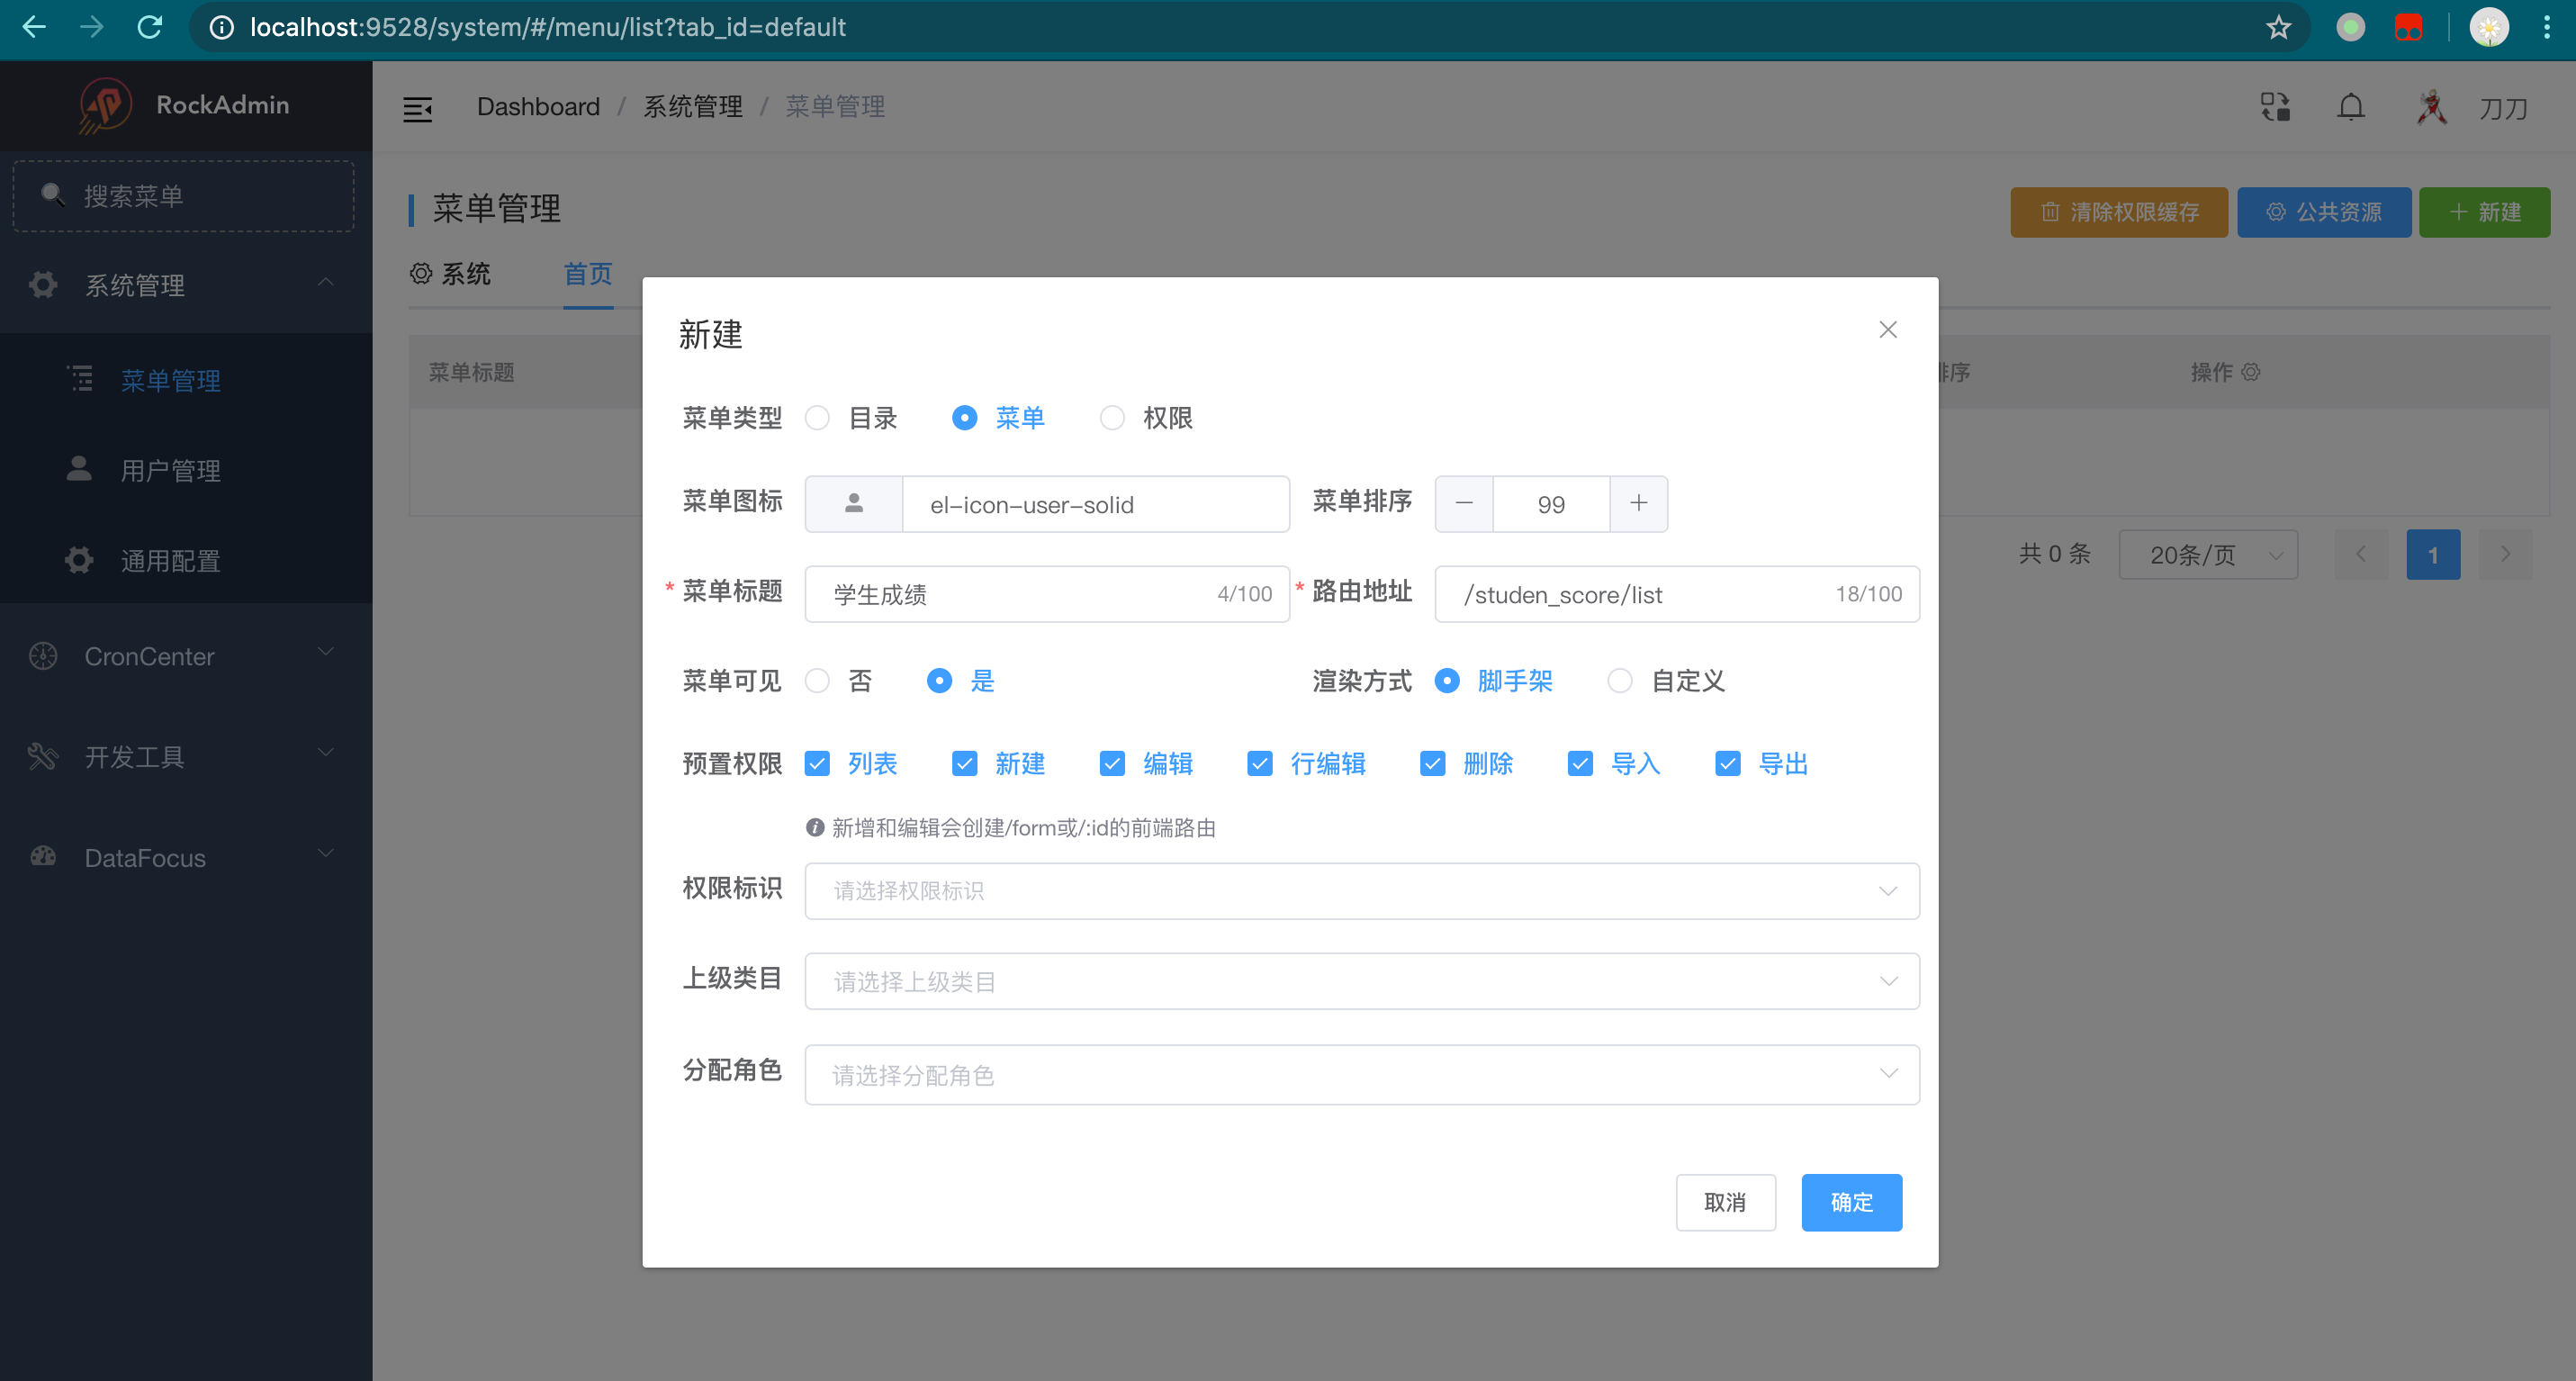 localhost:9528/system/#/menu/list?tab_id=default
RockAdmin
Dashboard / 系统管理 / 菜单管理
刀刀
搜索菜单
系统管理
菜单管理
用户管理
通用配置
CronCenter
开发工具
DataFocus
菜单管理
清除权限缓存
公共资源
新建
系统
首页
菜单标题
排序
操作
共 0 条
20条/页
1
新建
菜单类型 目录 菜单 权限
菜单图标 el-icon-user-solid 菜单排序 99
* 菜单标题 学生成绩 4/100 * 路由地址 /studen_score/list 18/100
菜单可见 否 是 渲染方式 脚手架 自定义
预置权限 列表 新建 编辑 行编辑 删除 导入 导出
新增和编辑会创建/form或/:id的前端路由
权限标识 请选择权限标识
上级类目 请选择上级类目
分配角色 请选择分配角色
取消 确定